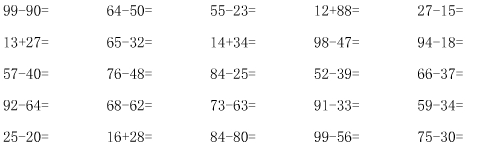 99-90= 64-50= 55-23= 12+88= 27-15=
13+27= 65-32= 14+34= 98-47= 94-18=
57-40= 76-48= 84-25= 52-39= 66-37=
92-64= 68-62= 73-63= 91-33= 59-34=
25-20= 16+28= 84-80= 99-56= 75-30=